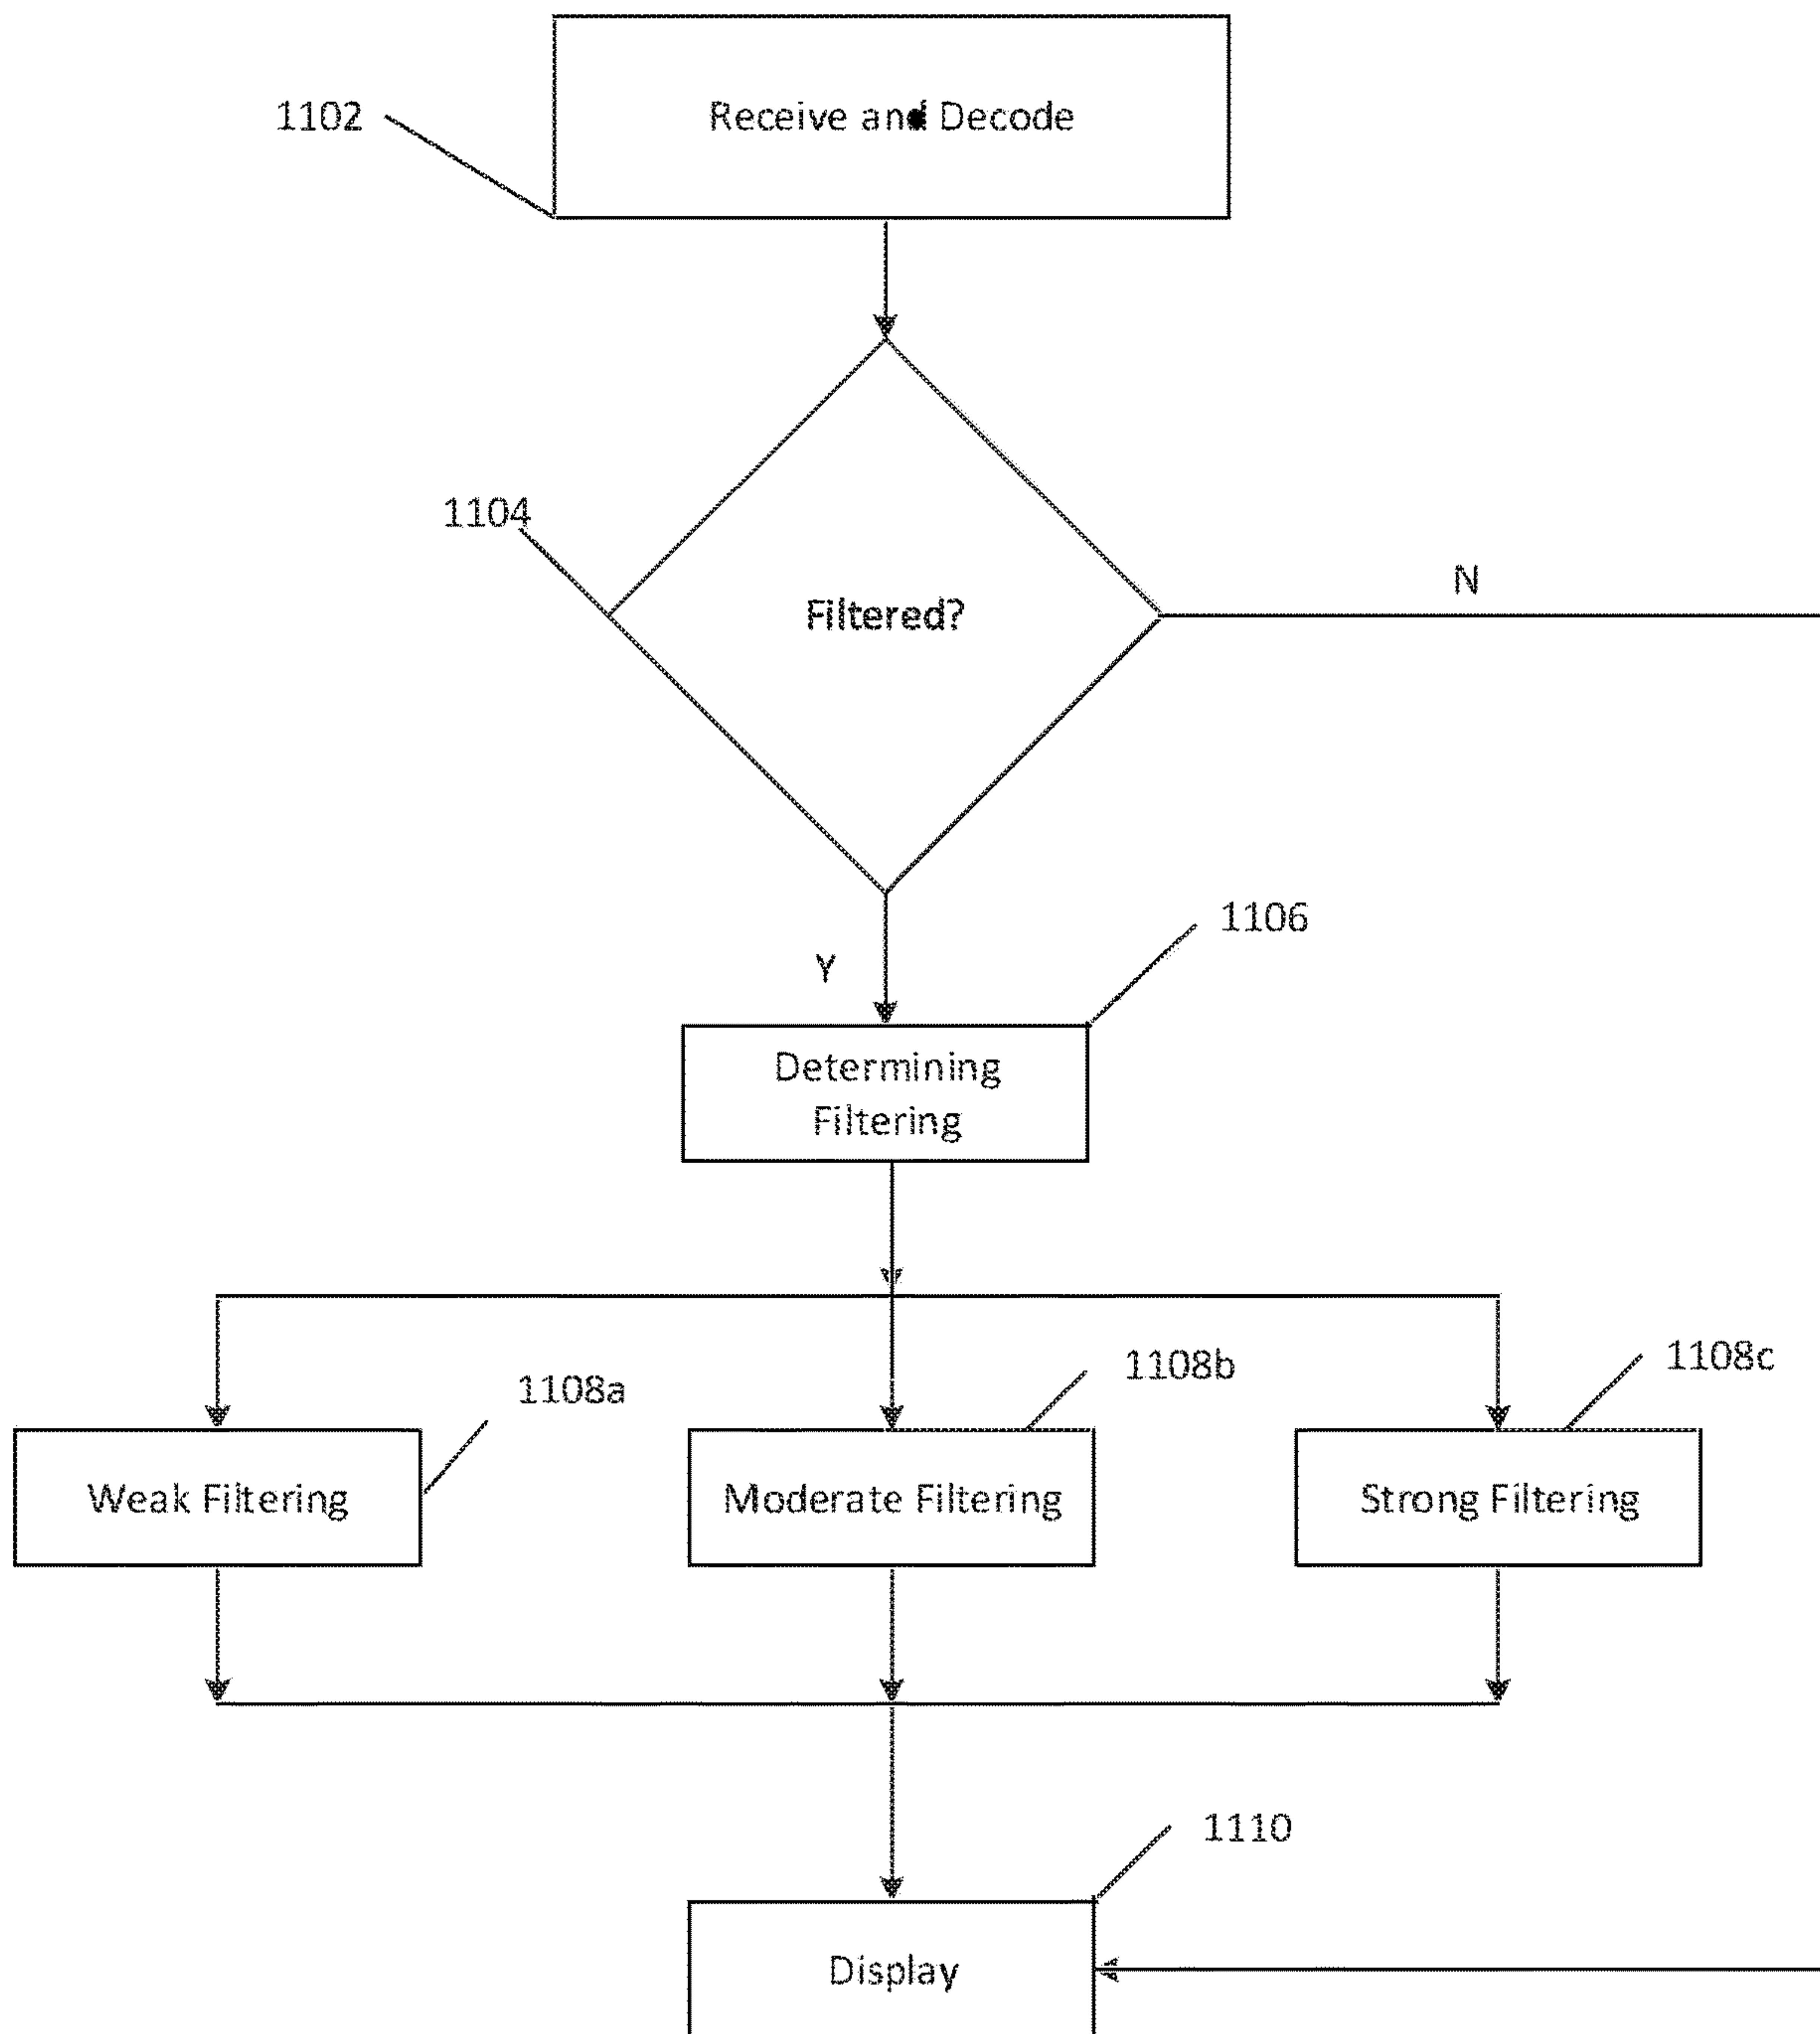 1102
Receive and Decode
1104
Filtered?
N
1106
Y
Determining
Filtering
1108a
1108b
1108c
Weak Filtering
Moderate Filtering
Strong Filtering
1110
Display